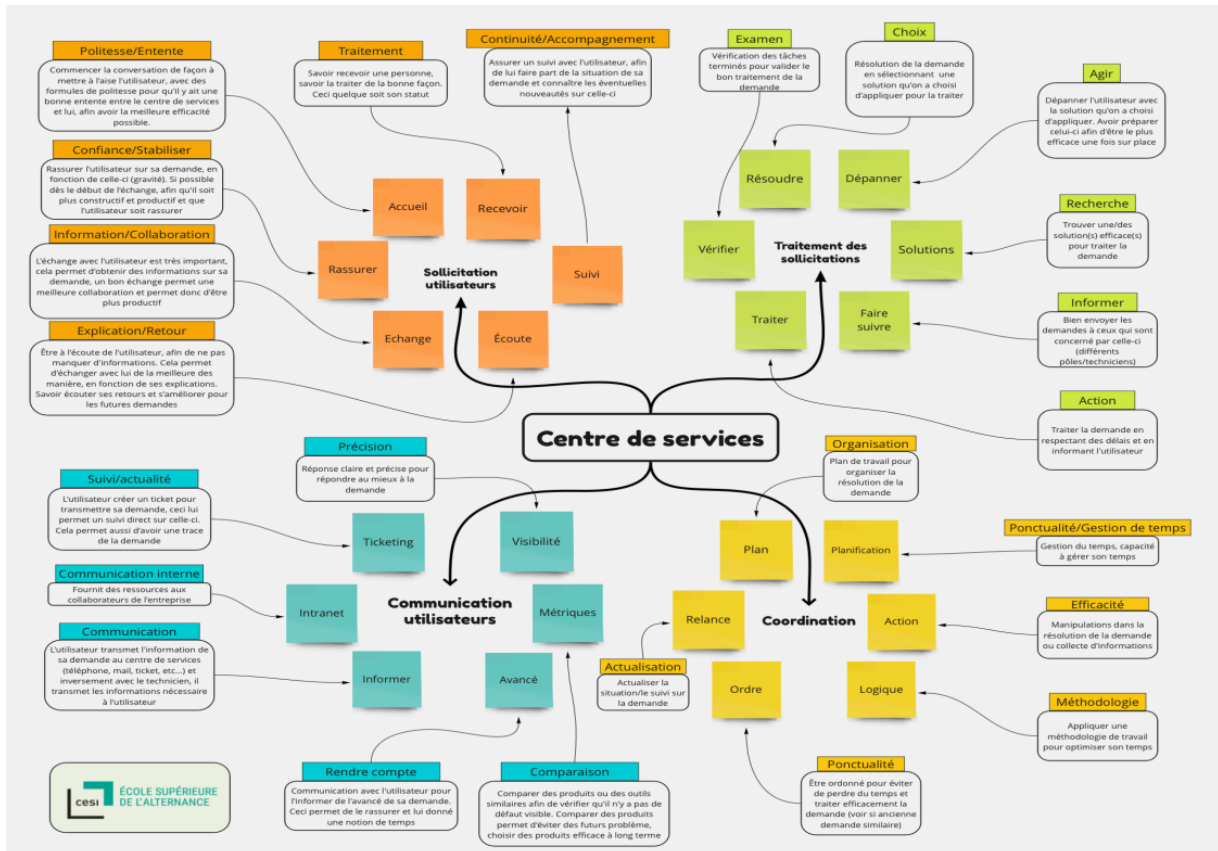 Politesse/Entente
Commencer la conversation de façon à
mettre à l'aise l'utilisateur, avec des
formules de politesse pour qu'il y ait une
bonne entente entre le centre de services
et lui, afin avoir la meilleure efficacité
possible.
Traitement
Savoir recevoir une personne,
savoir la traiter de la bonne façon.
Ceci quelque soit son statut
Continuité/Accompagnement
Assurer un suivi avec l'utilisateur, afin
de lui faire part de la situation de sa
demande et connaître les éventuelles
nouveautés sur celle-ci
Confiance/Stabiliser
Rassurer l'utilisateur sur sa demande, en
fonction de celle-ci (gravité). Si possible
dès le début de l'échange, afin qu'il soit
plus constructif et productif et que
l'utilisateur soit rassurer
Information/Collaboration
L'échange avec l'utilisateur est très important,
cela permet d'obtenir des informations sur sa
demande, un bon échange permet une
meilleure collaboration et permet donc d'être
plus productif
Explication/Retour
Être à l'écoute de l'utilisateur, afin de ne pas
manquer d'informations. Cela permet
d'échanger avec lui de la meilleure des
manière, en fonction de ses explications.
Savoir écouter ses retours et s'améliorer pour
les futures demandes
Accueil
Recevoir
Rassurer
Sollicitation
utilisateurs
Suivi
Echange
Écoute
Examen
Vérification des tâches
terminés pour valider le
bon traitement de la
demande
Choix
Résolution de la demande
en sélectionnant une
solution qu'on a choisi
d'appliquer pour la traiter
Agir
Dépanner l'utilisateur avec
la solution qu'on a choisi
d'appliquer. Avoir préparer
celui-ci afin d'être le plus
efficace une fois sur place
Recherche
Trouver une/des
solution(s) efficace(s)
pour traiter la
demande
Informer
Bien envoyer les
demandes à ceux qui sont
concerné par celle-ci
(différents
pôles/techniciens)
Action
Traiter la demande en
respectant des délais et en
informant l'utilisateur
Résoudre
Dépanner
Vérifier
Traitement des
sollicitations
Solutions
Traiter
Faire
suivre
Centre de services
Précision
Réponse claire et précise pour
répondre au mieux à la
demande
Suivi/actualité
L'utilisateur créer un ticket pour
transmettre sa demande, ceci lui
permet un suivi direct sur celle-ci.
Cela permet aussi d'avoir une trace
de la demande
Communication interne
Fournit des ressources aux
collaborateurs de l'entreprise
Communication
L'utilisateur transmet l'information de
sa demande au centre de services
(téléphone, mail, ticket, etc...) et
inversement avec le technicien, il
transmet les informations nécessaire
à l'utilisateur
Ticketing
Visibilité
Intranet
Communication
utilisateurs
Métriques
Informer
Avancé
Rendre compte
Communication avec l'utilisateur pour
l'informer de l'avancé de sa demande.
Ceci permet de le rassurer et lui donné
une notion de temps
Comparaison
Comparer des produits ou des outils
similaires afin de vérifier qu'il n'y a pas de
défaut visible. Comparer des produits
permet d'éviter des futurs problème,
choisir des produits efficace à long terme
Organisation
Plan de travail pour
organiser la
résolution de la
demande
Ponctualité/Gestion de temps
Gestion du temps, capacité
à gérer son temps
Efficacité
Manipulations dans la
résolution de la demande
ou collecte d'informations
Méthodologie
Appliquer une
méthodologie de travail
pour optimiser son temps
Plan
Planification
Relance
Coordination
Action
Ordre
Logique
Actualisation
Actualiser la
situation/le suivi sur
la demande
Ponctualité
Être ordonné pour éviter
de perdre du temps et
traiter efficacement la
demande (voir si ancienne
demande similaire)
cesi
ÉCOLE SUPÉRIEURE
DE L'ALTERNANCE